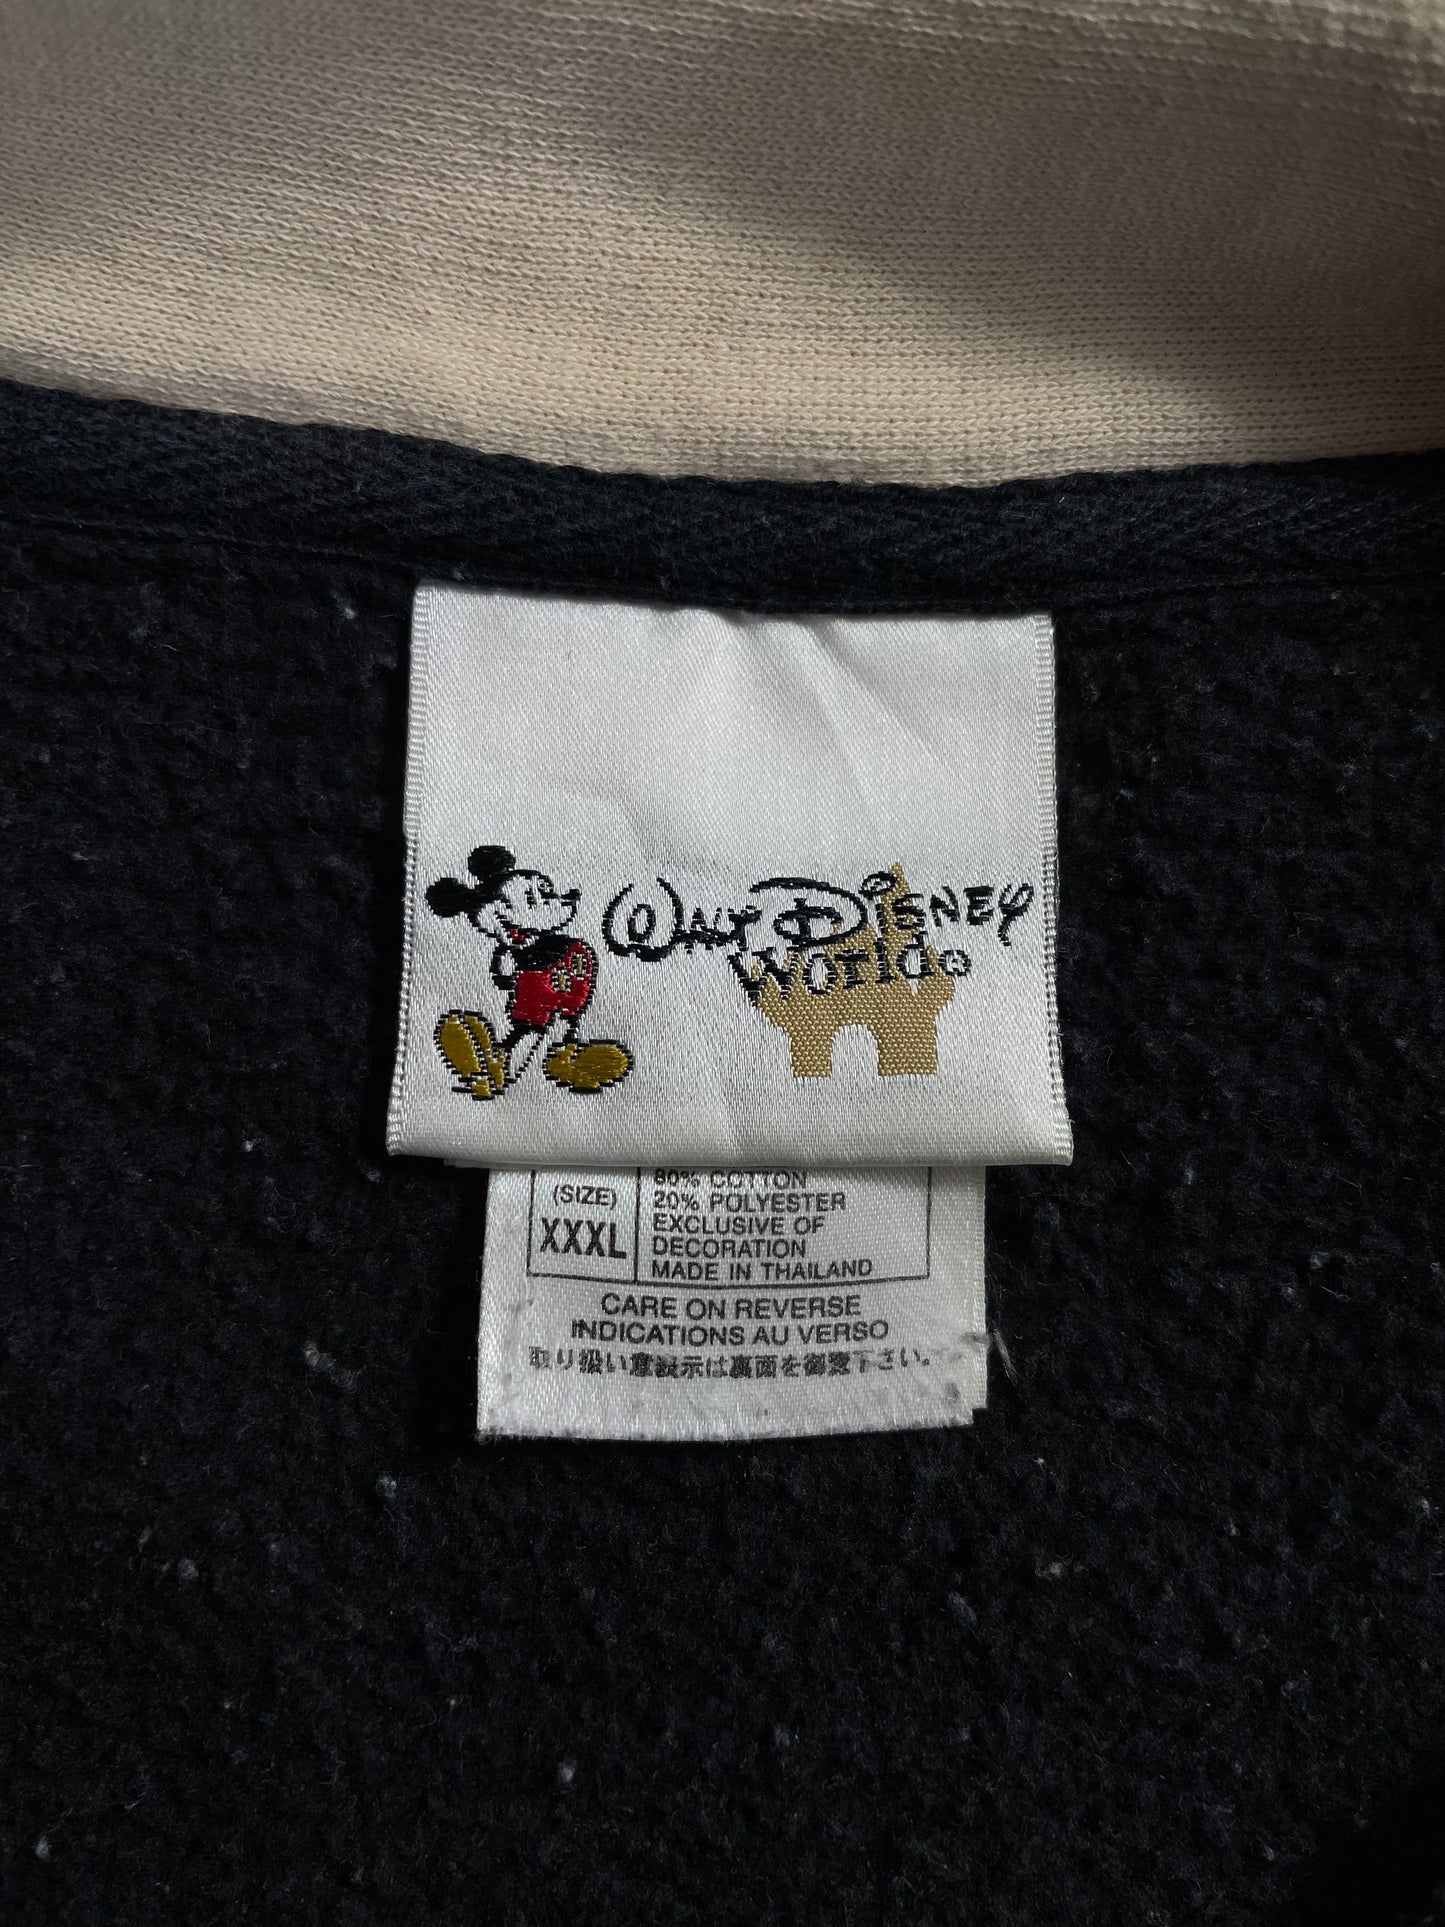 Walt Disney
World®
80% COTTON
(SIZE)
20% POLYESTER
XXXL
EXCLUSIVE OF
DECORATION
MADE IN THAILAND
CARE ON REVERSE
INDICATIONS AU VERSO
取り扱い意表示は裏面を御覧下さい。